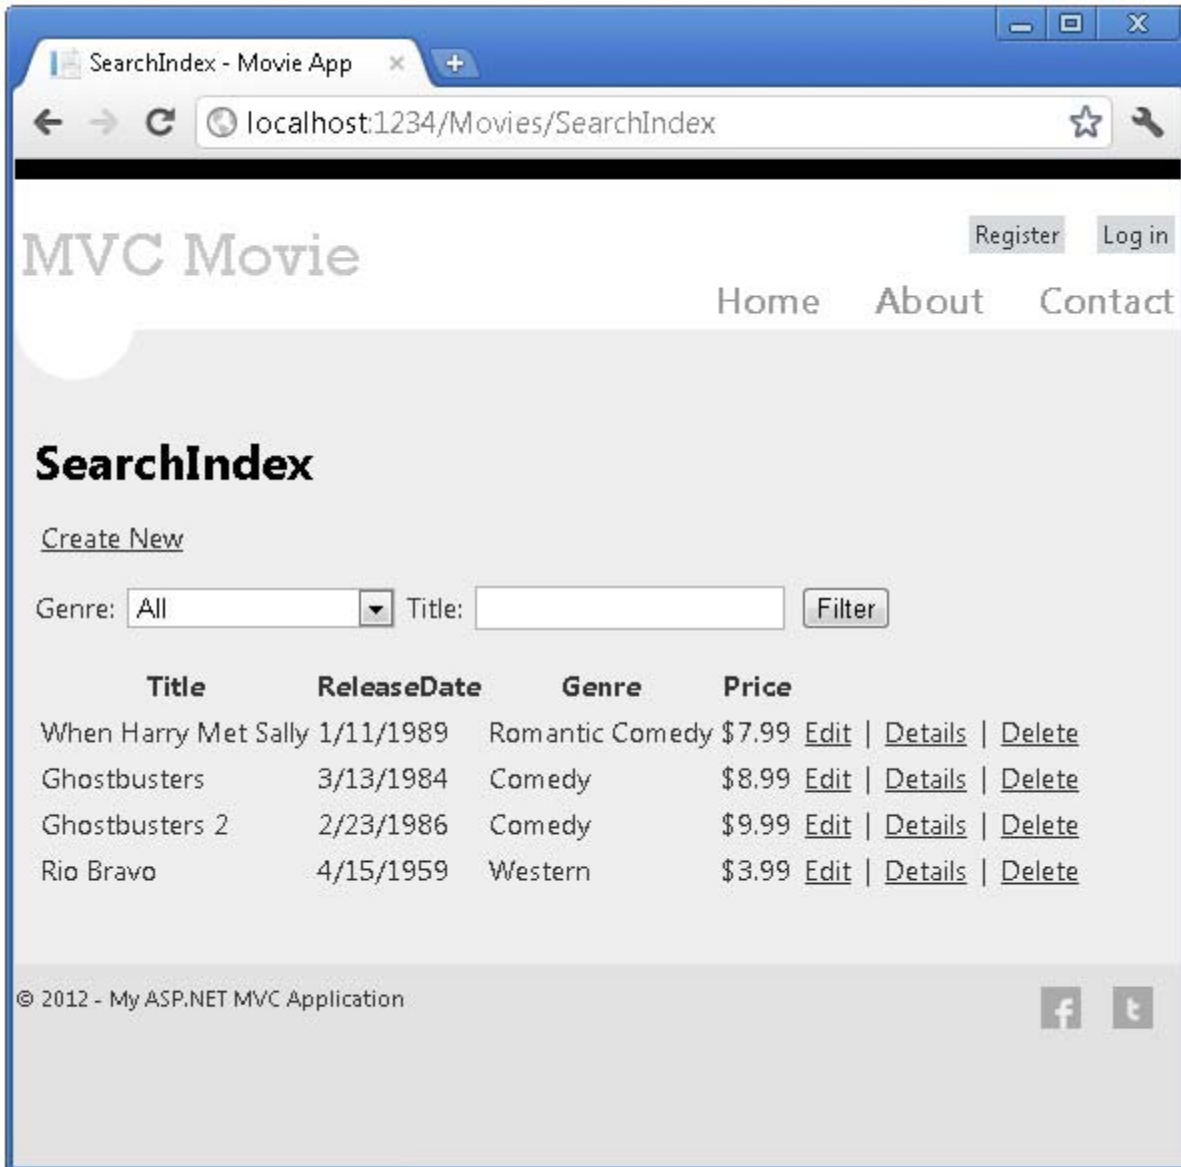 SearchIndex - Movie App
localhost:1234/Movies/SearchIndex
Register Log in
MVC Movie
Home About Contact
SearchIndex
Create New
Genre: All Title: Filter
Title ReleaseDate Genre Price
When Harry Met Sally 1/11/1989 Romantic Comedy $7.99 Edit | Details | Delete
Ghostbusters 3/13/1984 Comedy $8.99 Edit | Details | Delete
Ghostbusters 2 2/23/1986 Comedy $9.99 Edit | Details | Delete
Rio Bravo 4/15/1959 Western $3.99 Edit | Details | Delete
© 2012 - My ASP.NET MVC Application
f t